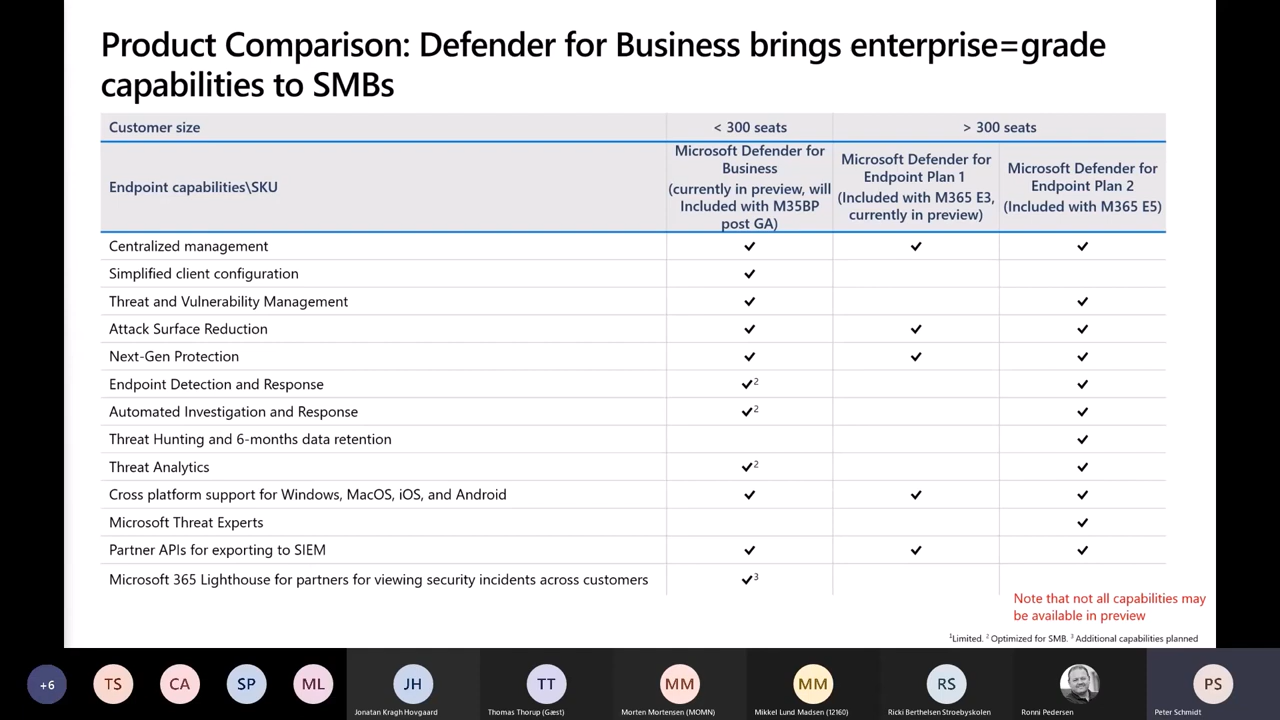 Product Comparison: Defender for Business brings enterprise=grade
capabilities to SMBs
Customer size
< 300 seats
> 300 seats
Endpoint capabilities\SKU
Microsoft Defender for
Business
(currently in preview, will
Included with M35BP
post GA)
Microsoft Defender for
Endpoint Plan 1
(Included with M365 E3,
currently in preview)
Microsoft Defender for
Endpoint Plan 2
(Included with M365 E5)
Centralized management ✓ ✓ ✓
Simplified client configuration ✓
Threat and Vulnerability Management ✓ ✓
Attack Surface Reduction ✓ ✓ ✓
Next-Gen Protection ✓ ✓ ✓
Endpoint Detection and Response ✓2 ✓
Automated Investigation and Response ✓2 ✓
Threat Hunting and 6-months data retention ✓
Threat Analytics ✓2 ✓
Cross platform support for Windows, MacOS, iOS, and Android ✓ ✓ ✓
Microsoft Threat Experts ✓
Partner APIs for exporting to SIEM ✓ ✓ ✓
Microsoft 365 Lighthouse for partners for viewing security incidents across customers ✓3
Note that not all capabilities may
be available in preview
1Limited. 2 Optimized for SMB. 3 Additional capabilities planned
+6 TS CA SP ML JH TT MM MM RS PS
Jonatan Kragh Hovgaard
Thomas Thorup (Gæst)
Morten Mortensen (MOMN)
Mikkel Lund Madsen (12160)
Ricki Berthelsen Stroebyskolen
Ronni Pedersen
Peter Schmidt